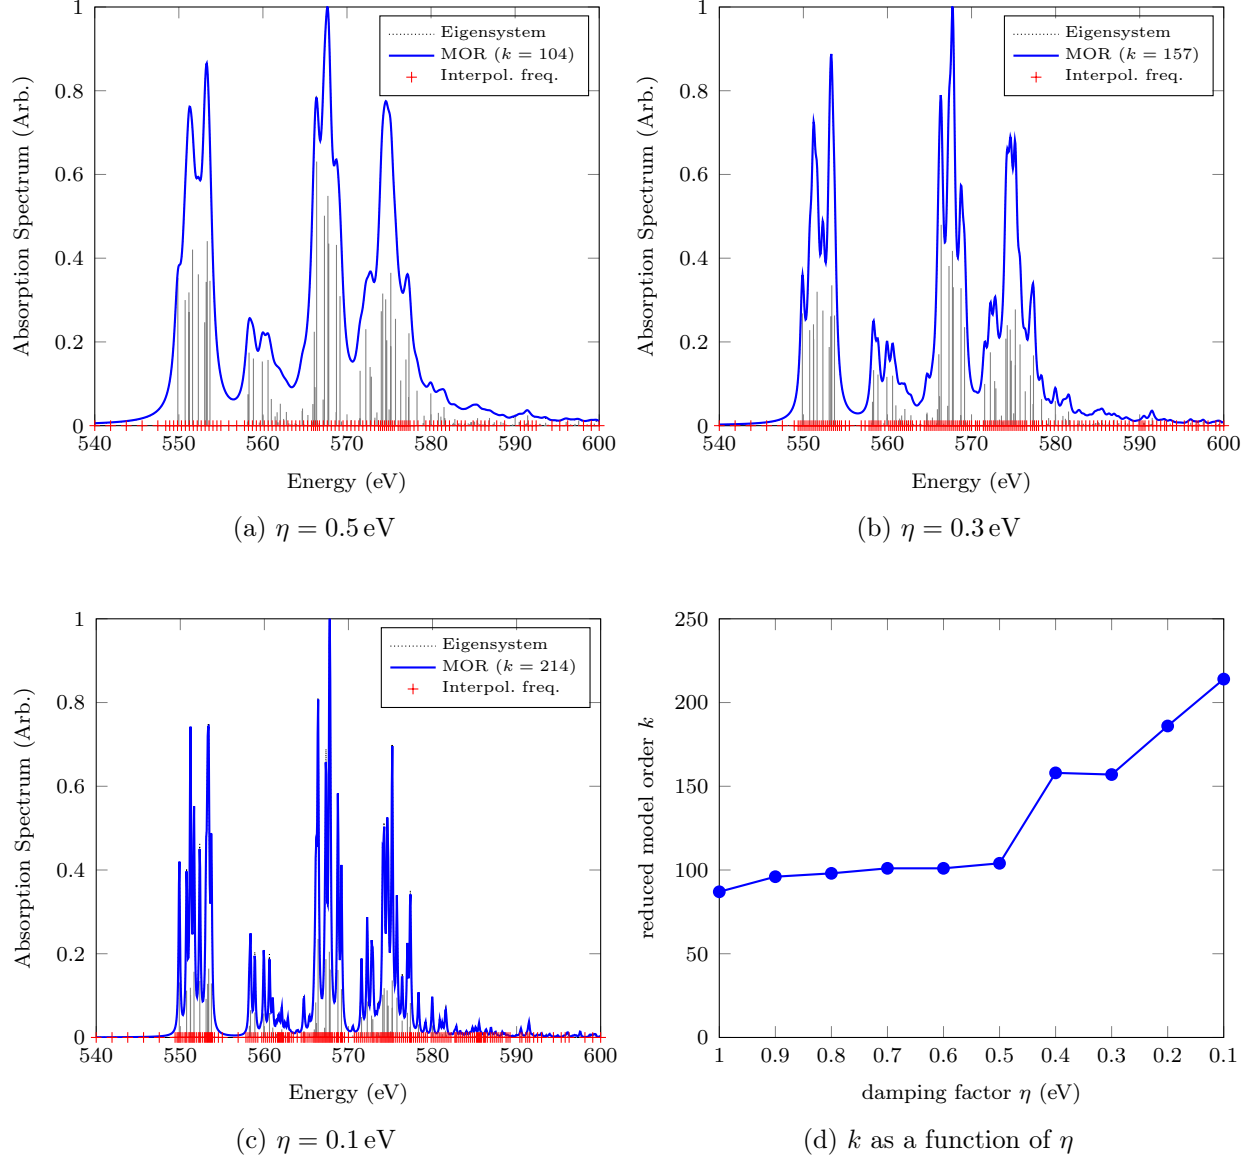 1
0.8
0.6
0.4
0.2
0
540 550 560 570 580 590 600
Absorption Spectrum (Arb.)
Energy (eV)
Eigensystem
MOR (k = 104)
Interpol. freq.
(a) η = 0.5 eV
1
0.8
0.6
0.4
0.2
0
540 550 560 570 580 590 600
Absorption Spectrum (Arb.)
Energy (eV)
Eigensystem
MOR (k = 157)
Interpol. freq.
(b) η = 0.3 eV
1
0.8
0.6
0.4
0.2
0
540 550 560 570 580 590 600
Absorption Spectrum (Arb.)
Energy (eV)
Eigensystem
MOR (k = 214)
Interpol. freq.
(c) η = 0.1 eV
250
200
150
100
50
0
1 0.9 0.8 0.7 0.6 0.5 0.4 0.3 0.2 0.1
reduced model order k
damping factor η (eV)
(d) k as a function of η